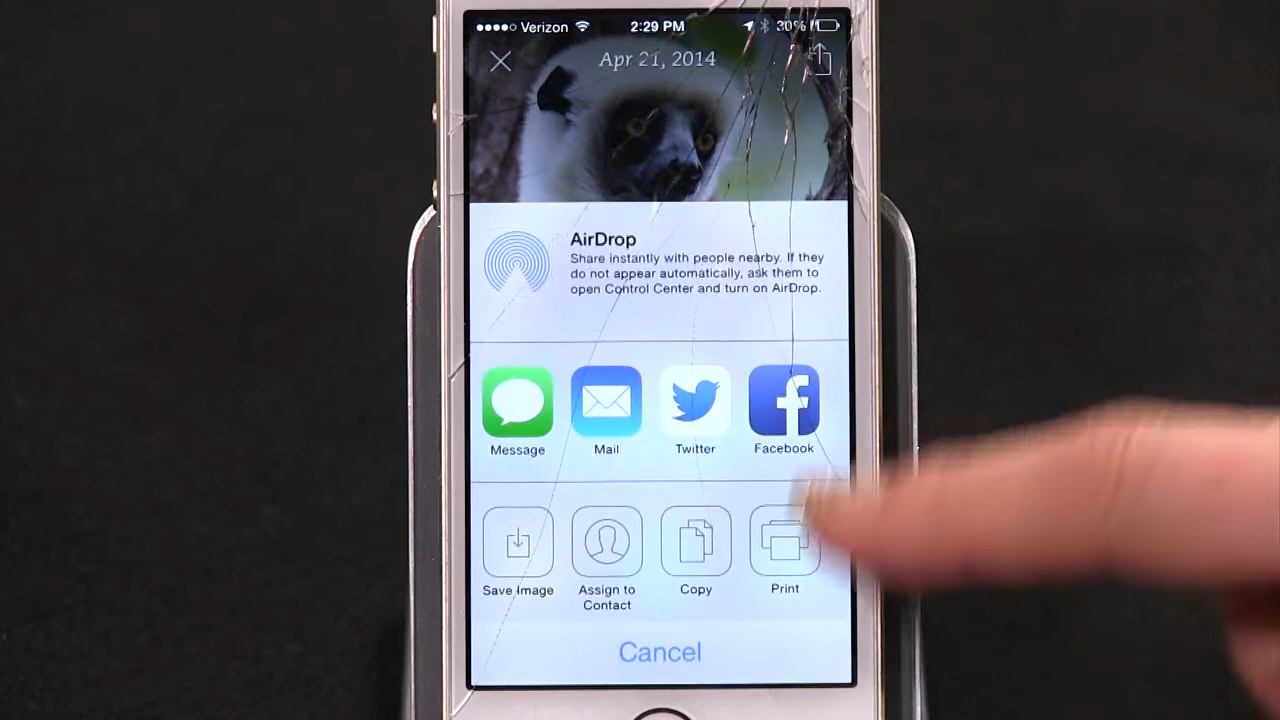 Verizon 2:29 PM 30%
Apr 21, 2014
AirDrop
Share instantly with people nearby. If they
do not appear automatically, ask them to
open Control Center and turn on AirDrop.
Message Mail Twitter Facebook
Save Image Assign to Contact Copy Print
Cancel